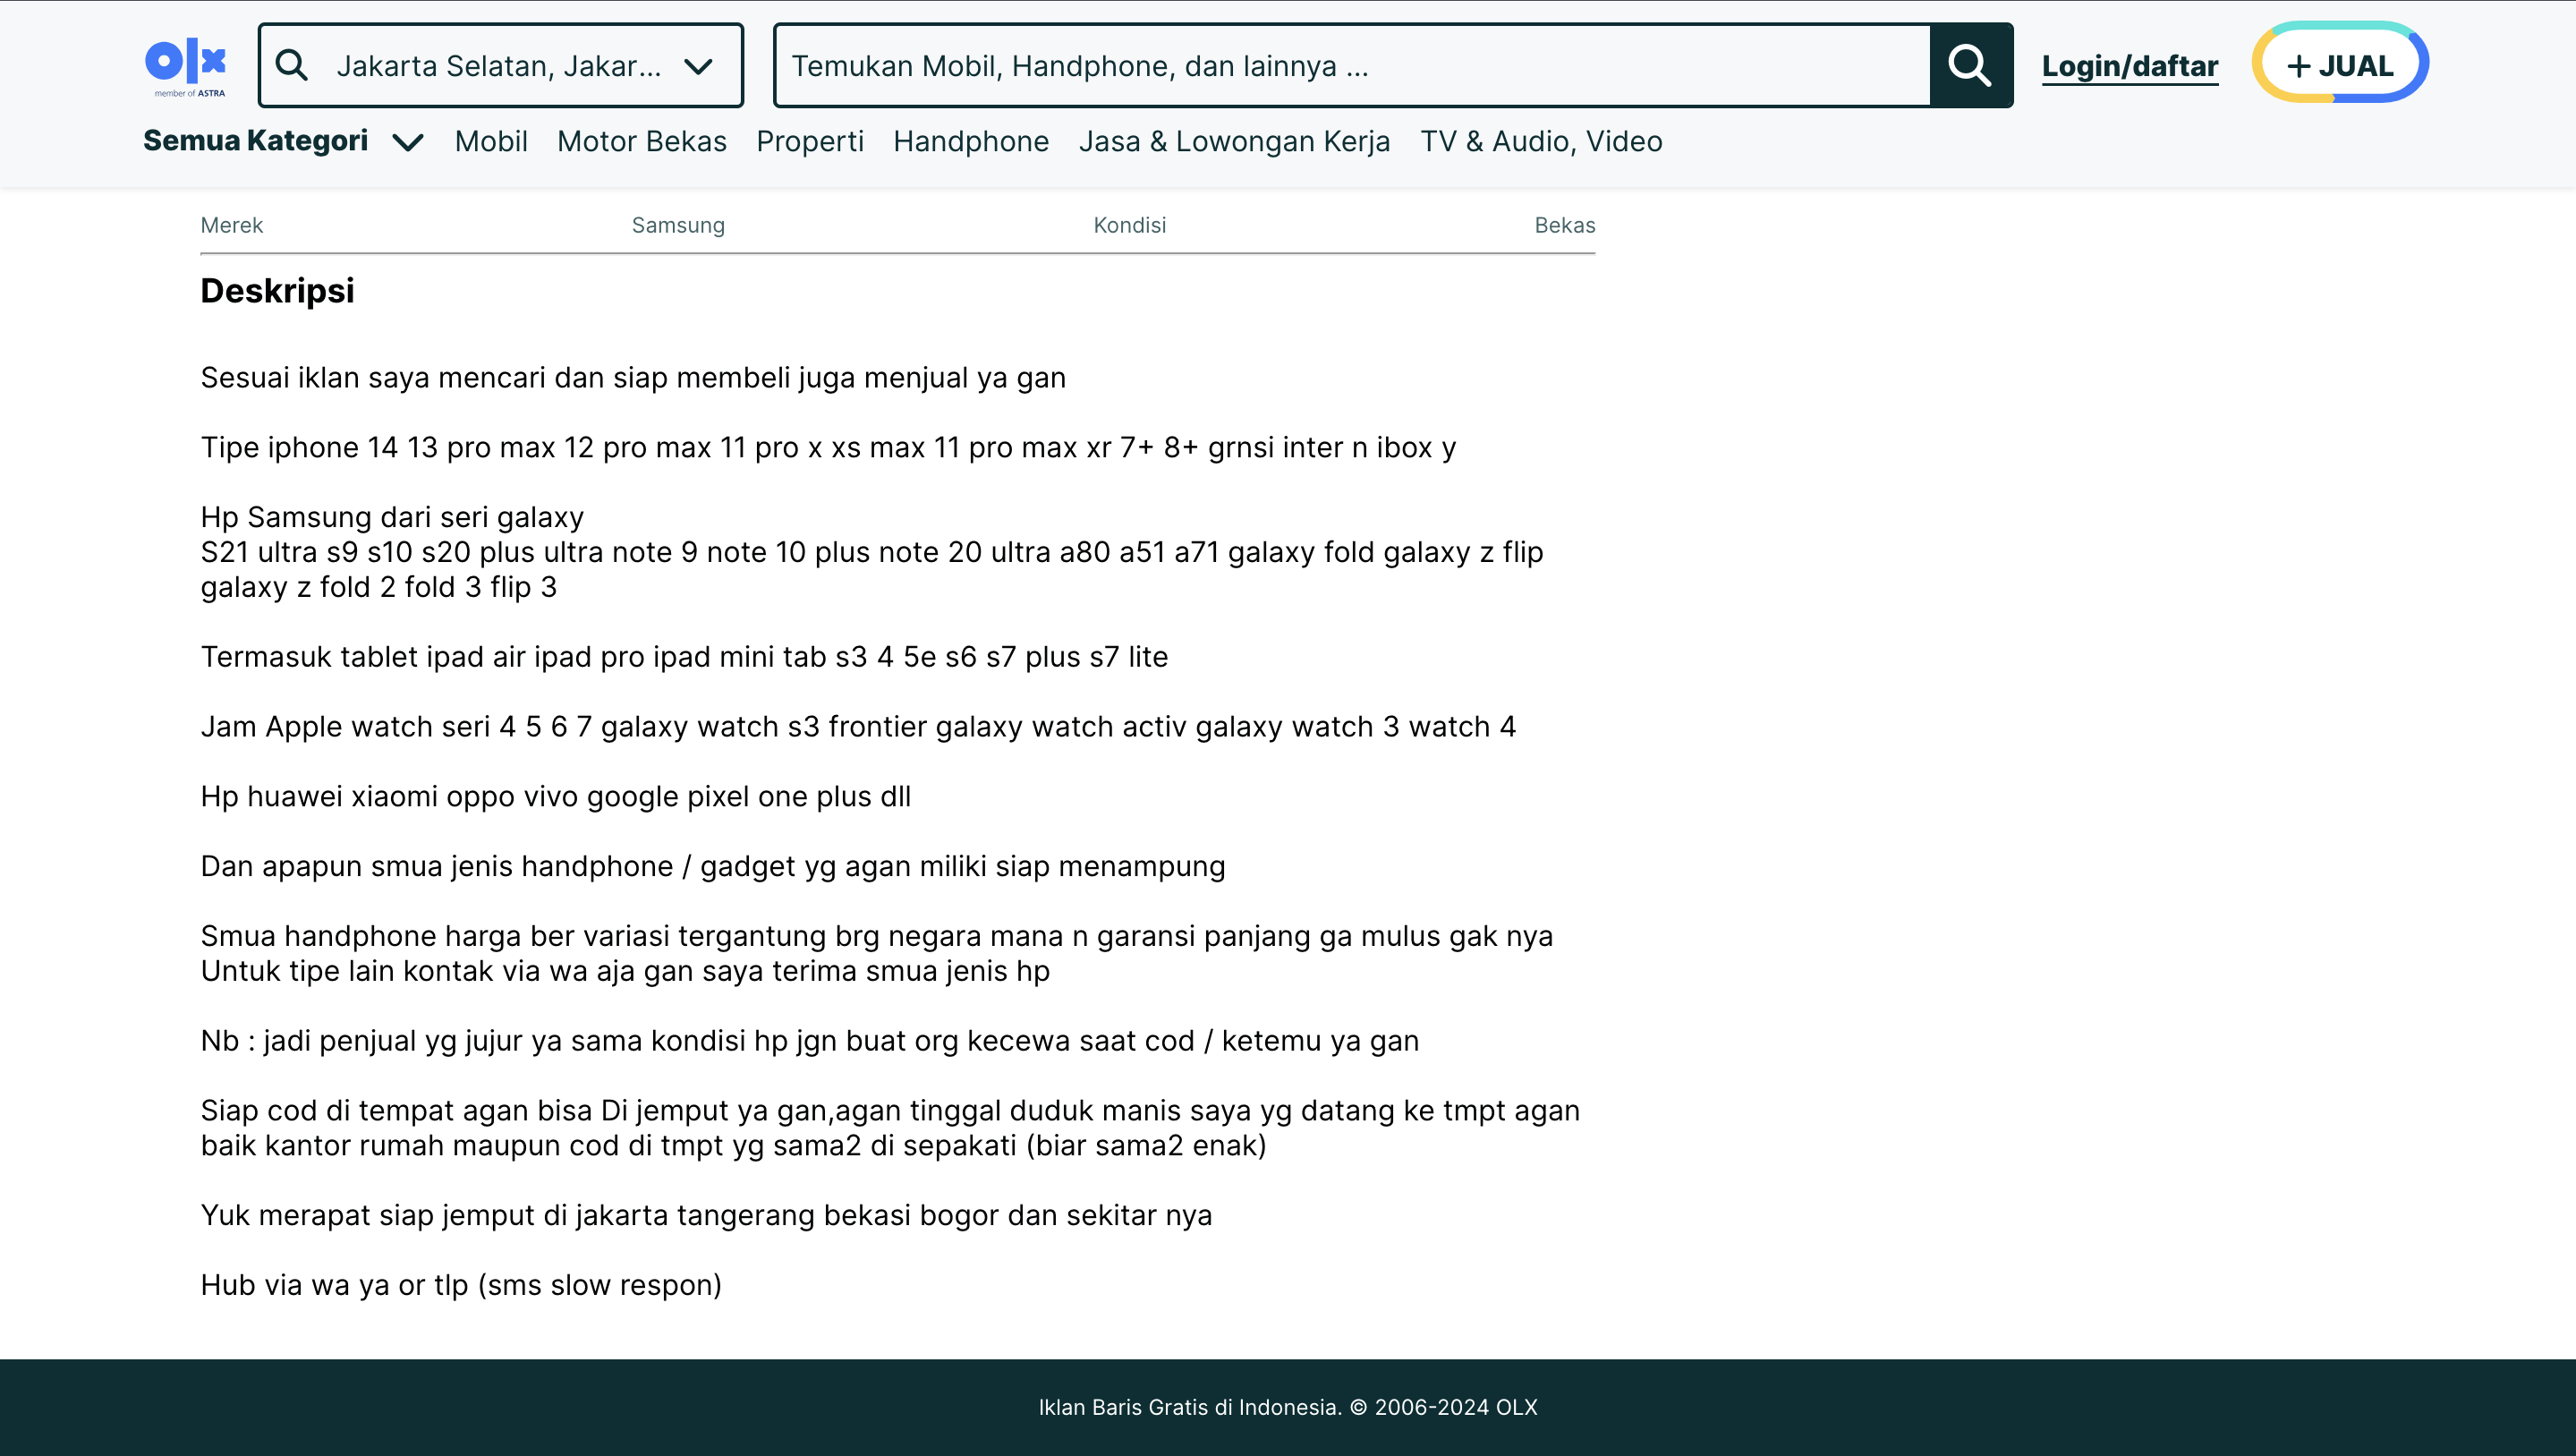 olx
member of ASTRA
Jakarta Selatan, Jakar...
Temukan Mobil, Handphone, dan lainnya ...
Login/daftar
+ JUAL
Semua Kategori
Mobil
Motor Bekas
Properti
Handphone
Jasa & Lowongan Kerja
TV & Audio, Video
Merek
Samsung
Kondisi
Bekas
Deskripsi
Sesuai iklan saya mencari dan siap membeli juga menjual ya gan
Tipe iphone 14 13 pro max 12 pro max 11 pro x xs max 11 pro max xr 7+ 8+ grnsi inter n ibox y
Hp Samsung dari seri galaxy
S21 ultra s9 s10 s20 plus ultra note 9 note 10 plus note 20 ultra a80 a51 a71 galaxy fold galaxy z flip
galaxy z fold 2 fold 3 flip 3
Termasuk tablet ipad air ipad pro ipad mini tab s3 4 5e s6 s7 plus s7 lite
Jam Apple watch seri 4 5 6 7 galaxy watch s3 frontier galaxy watch activ galaxy watch 3 watch 4
Hp huawei xiaomi oppo vivo google pixel one plus dll
Dan apapun smua jenis handphone / gadget yg agan miliki siap menampung
Smua handphone harga ber variasi tergantung brg negara mana n garansi panjang ga mulus gak nya
Untuk tipe lain kontak via wa aja gan saya terima smua jenis hp
Nb : jadi penjual yg jujur ya sama kondisi hp jgn buat org kecewa saat cod / ketemu ya gan
Siap cod di tempat agan bisa Di jemput ya gan,agan tinggal duduk manis saya yg datang ke tmpt agan
baik kantor rumah maupun cod di tmpt yg sama2 di sepakati (biar sama2 enak)
Yuk merapat siap jemput di jakarta tangerang bekasi bogor dan sekitar nya
Hub via wa ya or tlp (sms slow respon)
Iklan Baris Gratis di Indonesia. © 2006-2024 OLX